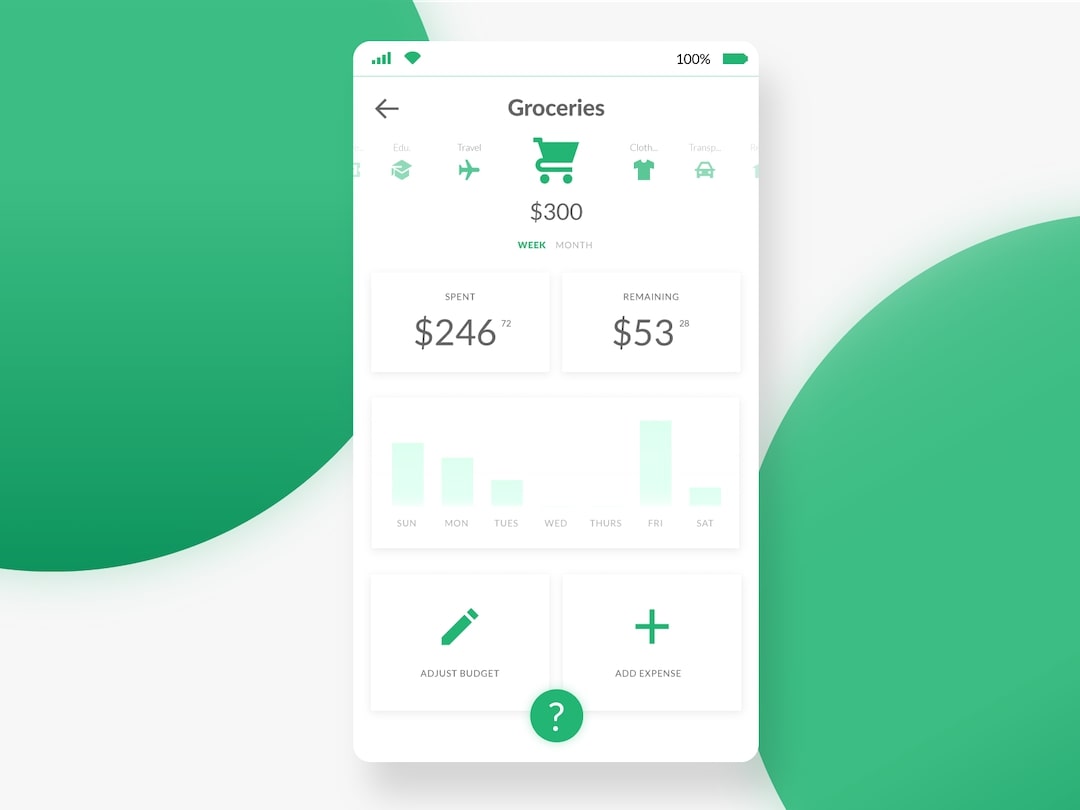 100%
Groceries
Edu. Travel Cloth... Transp...
$300
WEEK MONTH
SPENT REMAINING
$246 72 $53 28
SUN MON TUES WED THURS FRI SAT
ADJUST BUDGET ADD EXPENSE
?